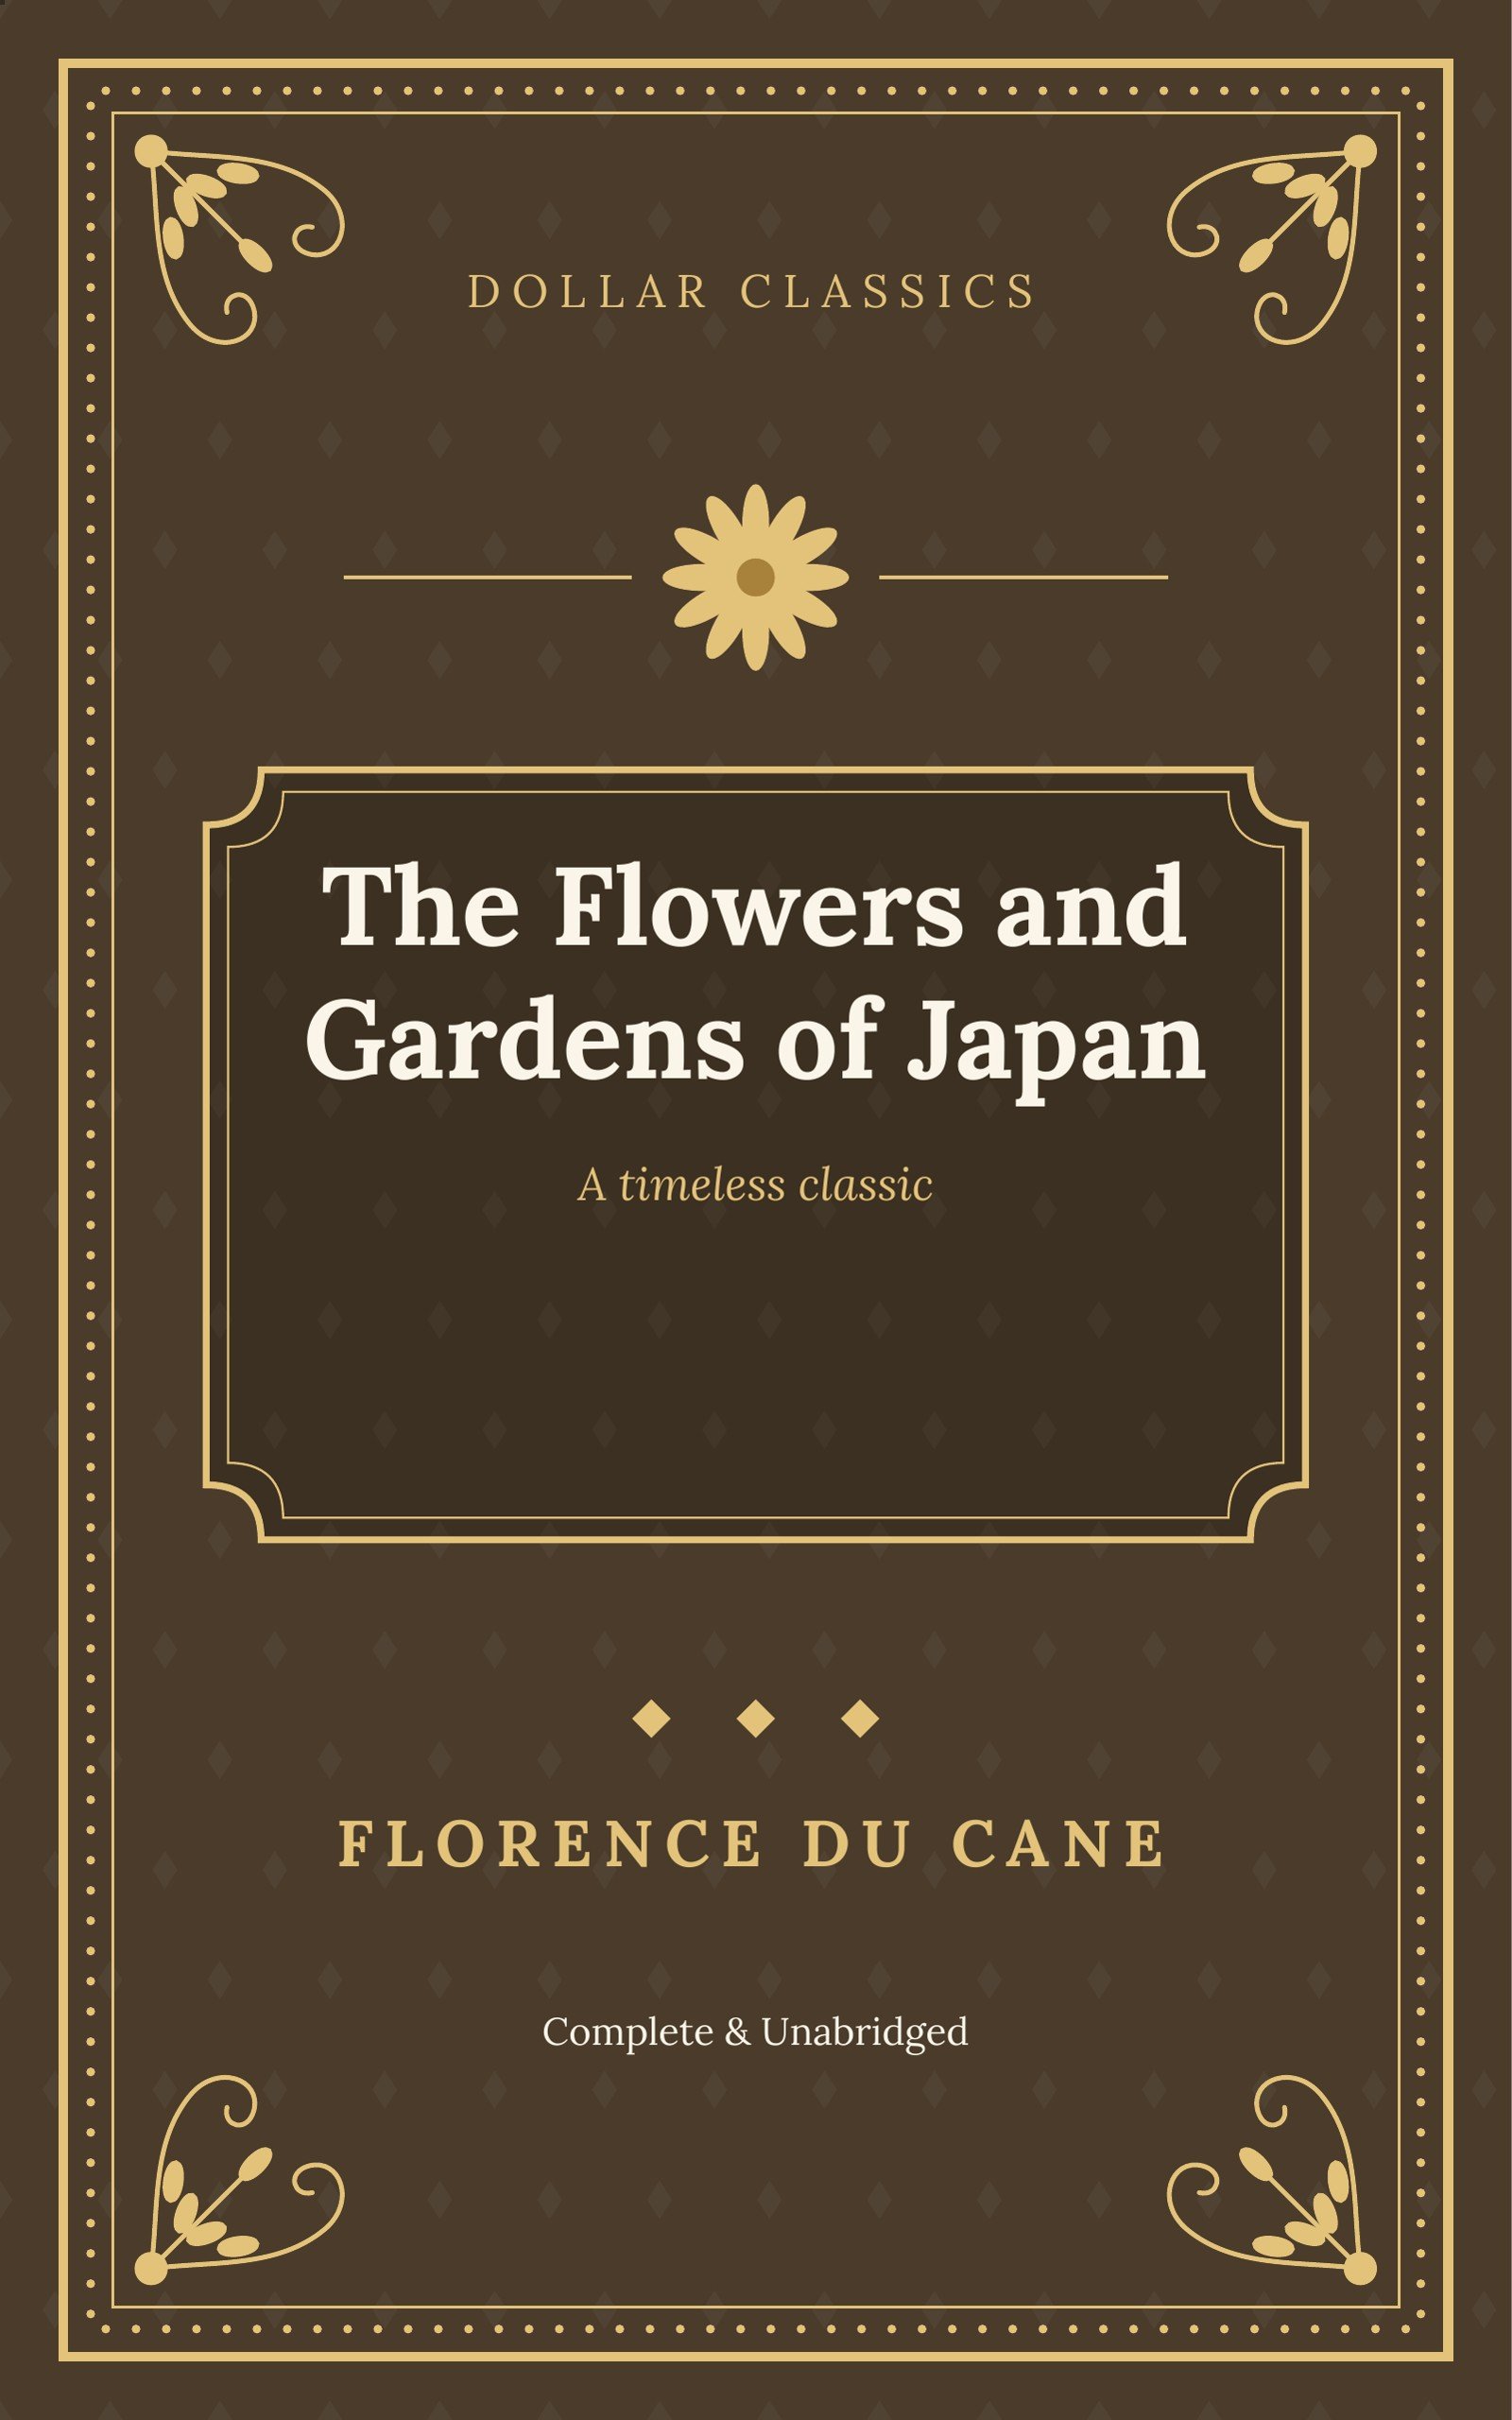 DOLLAR CLASSICS
The Flowers and
Gardens of Japan
A timeless classic
FLORENCE DU CANE
Complete & Unabridged